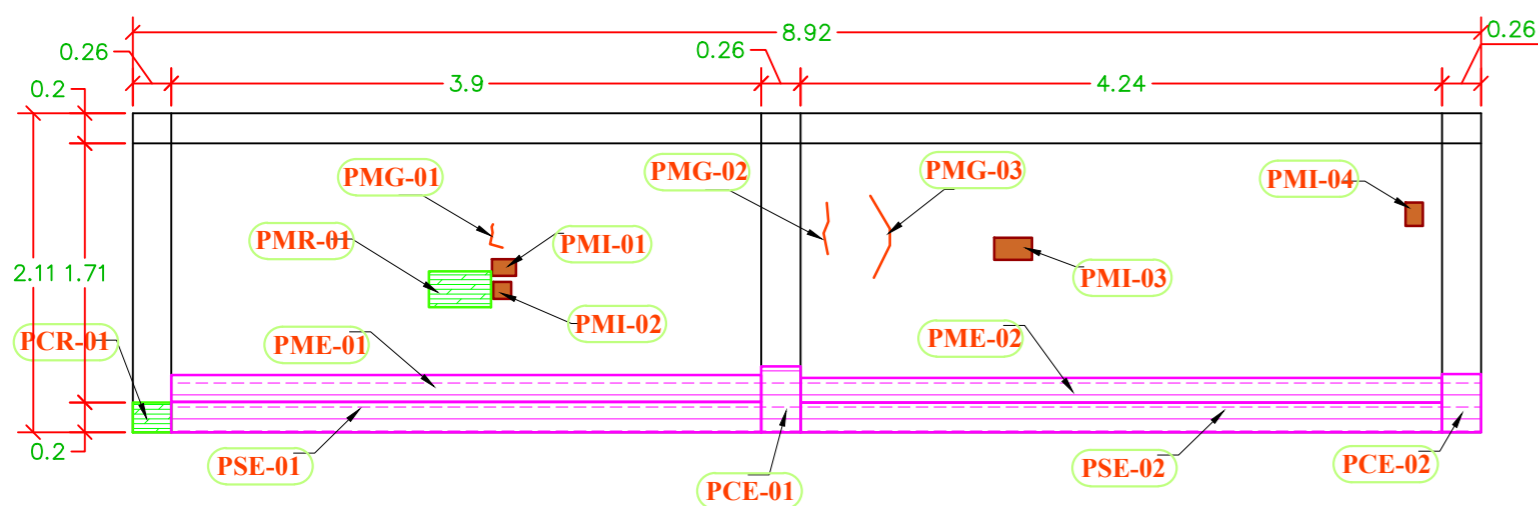 8.92
0.26
0.26
0.26
3.9
4.24
0.2
PMG-01
PMG-02
PMG-03
PMI-04
PMR-01
PMI-01
2.11
1.71
PMI-03
PMI-02
PCR-01
PME-01
PME-02
0.2
PSE-01
PSE-02
PCE-02
PCE-01